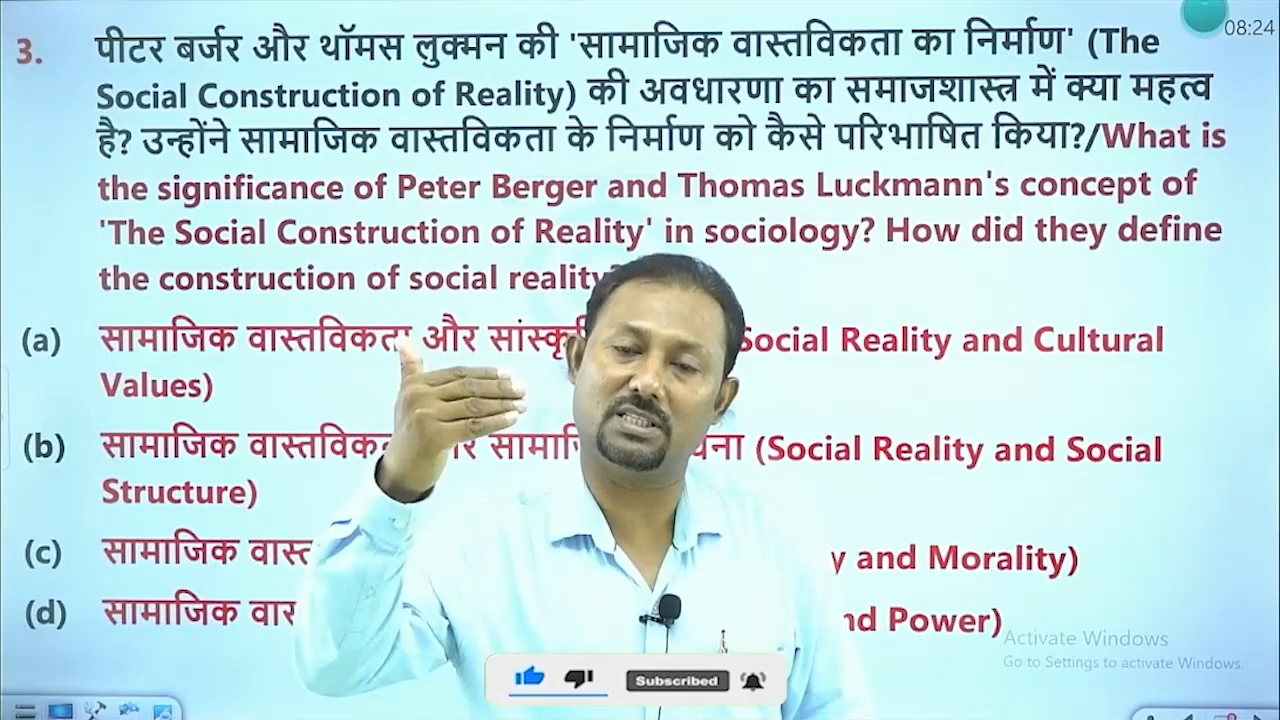 08:24
3. पीटर बर्जर और थॉमस लुक्मन की 'सामाजिक वास्तविकता का निर्माण' (The
Social Construction of Reality) की अवधारणा का समाजशास्त्र में क्या महत्व
है? उन्होंने सामाजिक वास्तविकता के निर्माण को कैसे परिभाषित किया?/What is
the significance of Peter Berger and Thomas Luckmann's concept of
'The Social Construction of Reality' in sociology? How did they define
the construction of social reality
(a) सामाजिक वास्तविकता और Social Reality and Cultural
Values)
(b) सामाजिक (Social Reality and Social
Structure)
(c) सामाजिक and Morality)
(d) सामाजिक Power)
Activate Windows
Go to Settings to activate Windows.
Subscribed